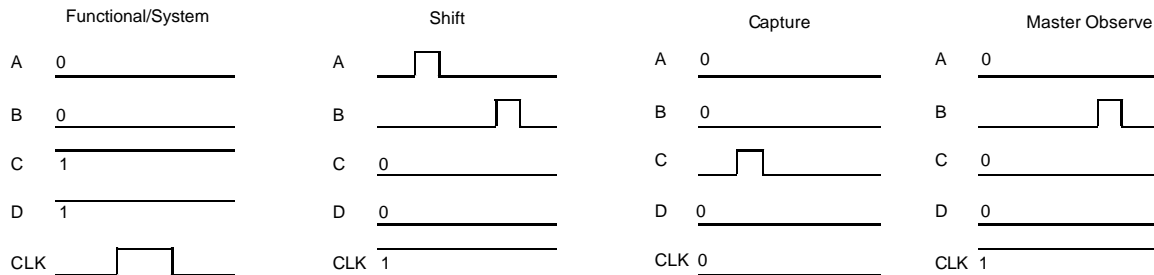 Functional/System Shift Capture Master Observe
A 0 A A 0 A 0
B 0 B B 0 B
C 1 C 0 C C 0
D 1 D 0 D 0 D 0
CLK CLK 1 CLK 0 CLK 1